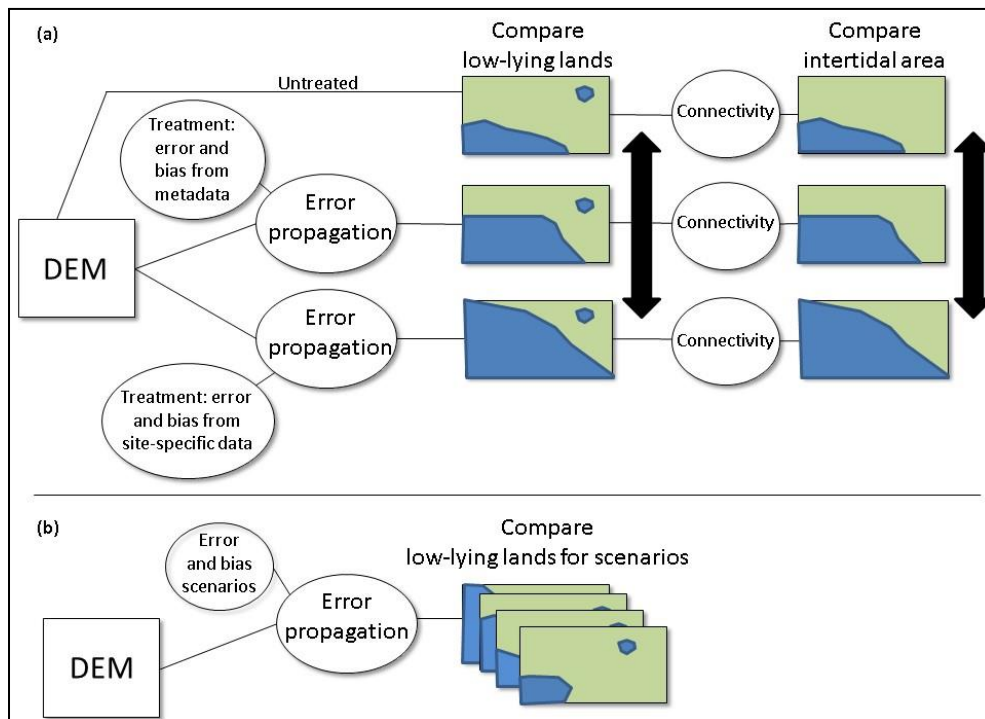 (a)
Compare
low-lying lands
Compare
intertidal area
Untreated
Connectivity
Treatment:
error and
bias from
metadata
Error
propagation
Connectivity
DEM
Error
propagation
Connectivity
Treatment: error
and bias from
site-specific data
(b)
Error
and bias
scenarios
Compare
low-lying lands for scenarios
Error
propagation
DEM